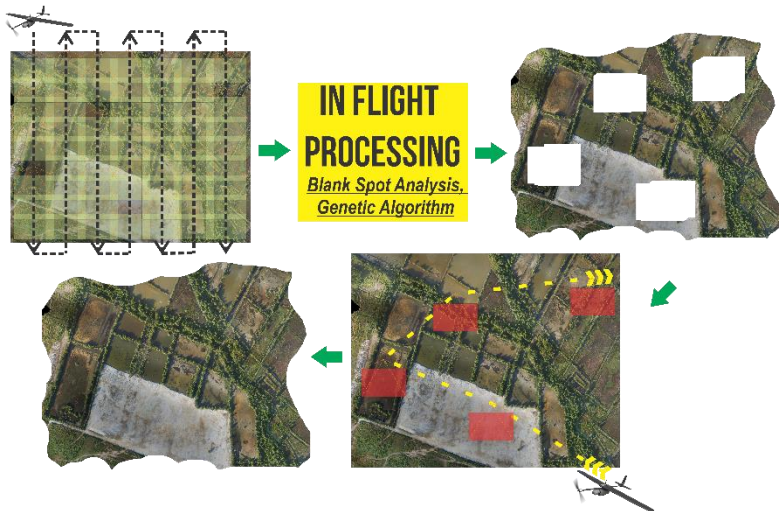 IN FLIGHT
PROCESSING
Blank Spot Analysis,
Genetic Algorithm